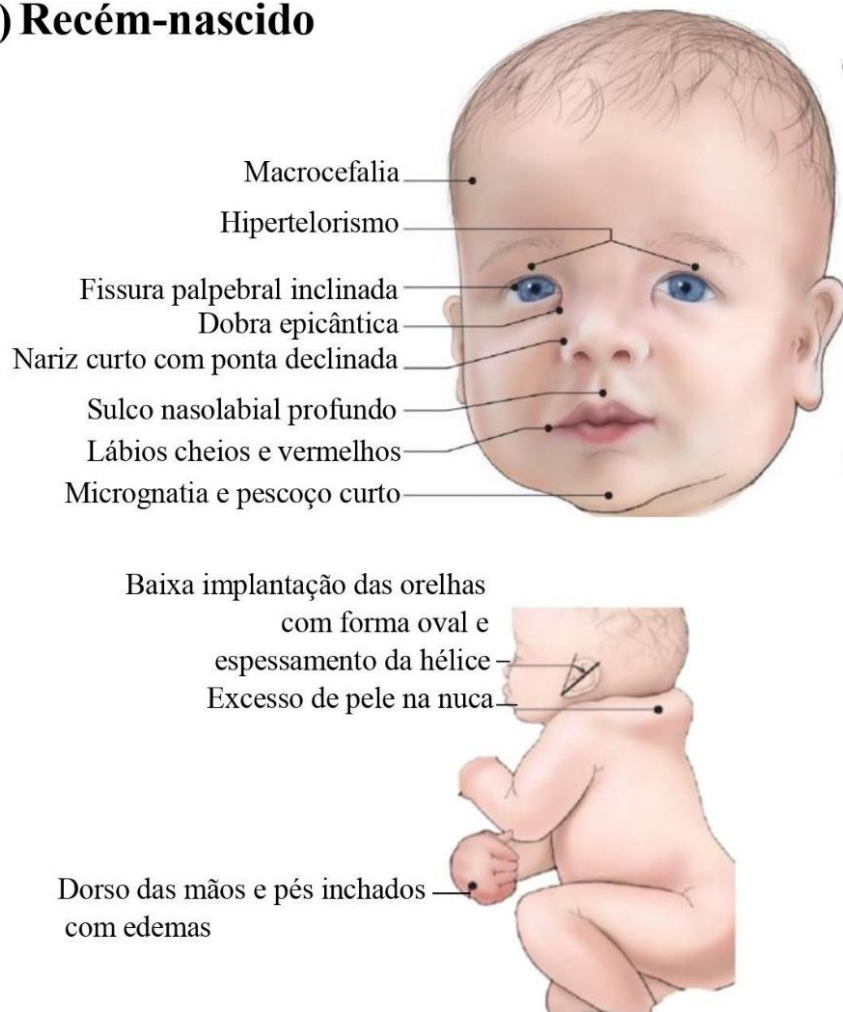 ) Recém-nascido
Macrocefalia
Hipertelorismo
Fissura palpebral inclinada
Dobra epicântica
Nariz curto com ponta declinada
Sulco nasolabial profundo
Lábios cheios e vermelhos
Micrognatia e pescoço curto
Baixa implantação das orelhas
com forma oval e
espessamento da hélice
Excesso de pele na nuca
Dorso das mãos e pés inchados
com edemas